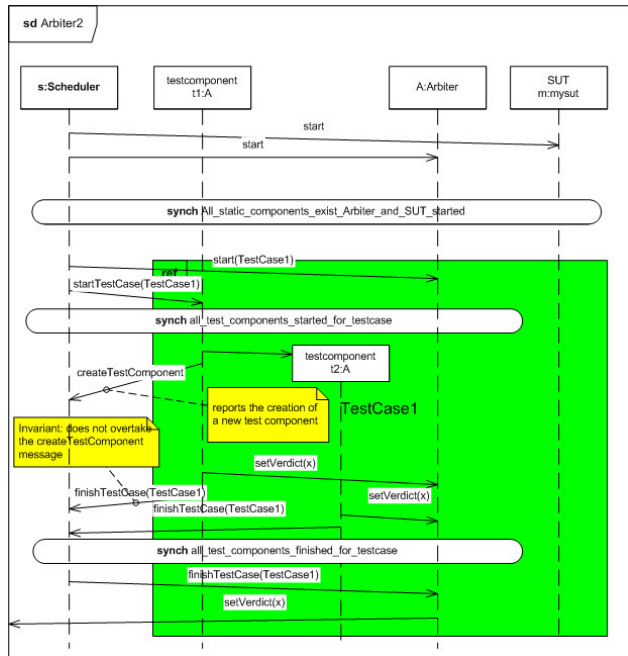 sd Arbiter2
s:Scheduler
testcomponent
t1:A
A:Arbiter
SUT
m:mysut
start
start
synch All_static_components_exist_Arbiter_and_SUT_started
start(TestCase1)
ref
startTestCase(TestCase1)
synch all_test_components_started_for_testcase
testcomponent
t2:A
createTestComponent
reports the creation of
a new test component
TestCase1
Invariant: does not overtake
the createTestComponent
message
setVerdict(x)
finishTestCase(TestCase1)
setVerdict(x)
finishTestCase(TestCase1)
synch all_test_components_finished_for_testcase
finishTestCase(TestCase1)
setVerdict(x)